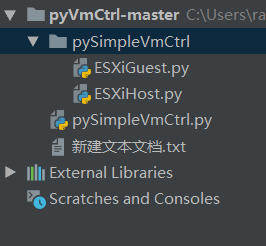 pyVmCtrl-master C:\Users\ra
pySimpleVmCtrl
ESXiGuest.py
ESXiHost.py
pySimpleVmCtrl.py
新建文本文档.txt
External Libraries
Scratches and Consoles